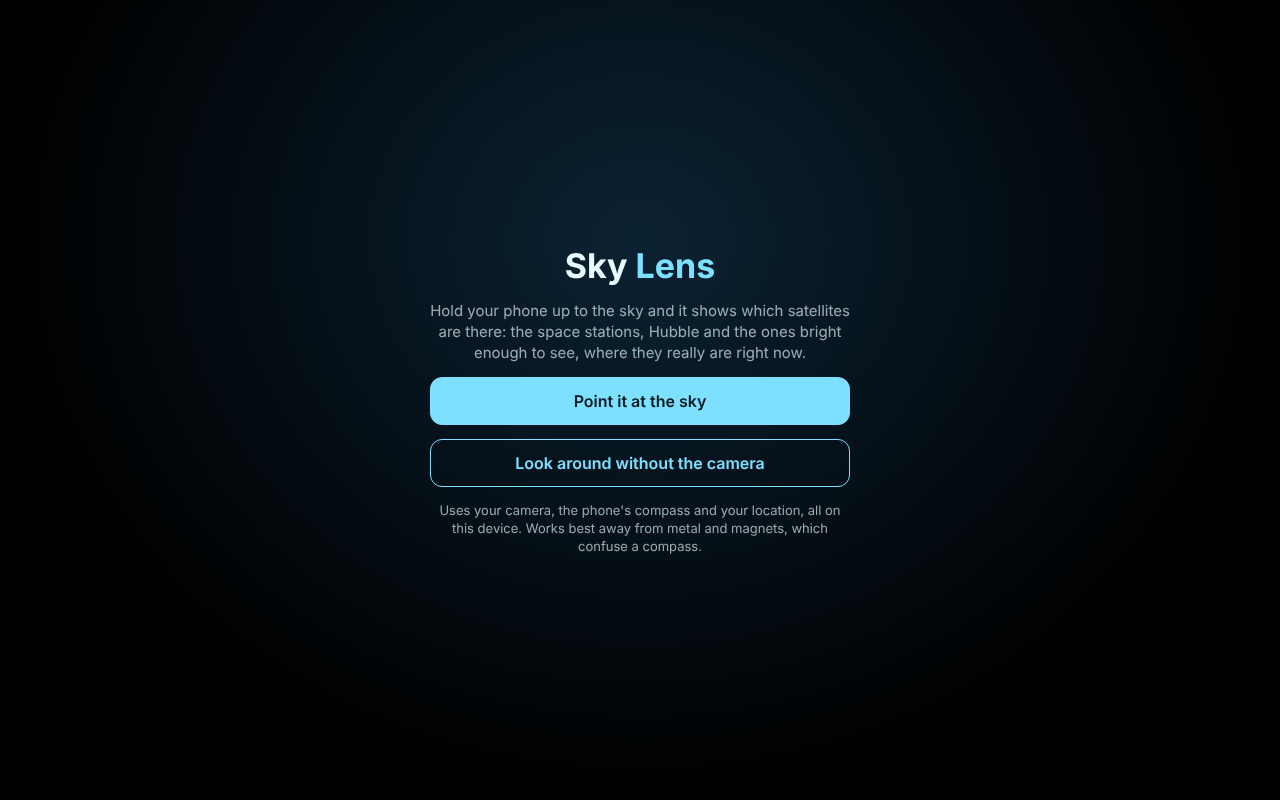 Sky Lens
Hold your phone up to the sky and it shows which satellites
are there: the space stations, Hubble and the ones bright
enough to see, where they really are right now.
Point it at the sky
Look around without the camera
Uses your camera, the phone's compass and your location, all on
this device. Works best away from metal and magnets, which
confuse a compass.